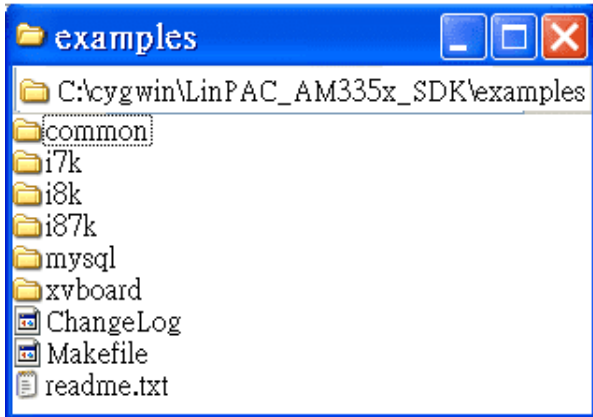 examples
C:\cygwin\LinPAC_AM335x_SDK\examples
common
i7k
i8k
i87k
mysql
xvboard
ChangeLog
Makefile
readme.txt